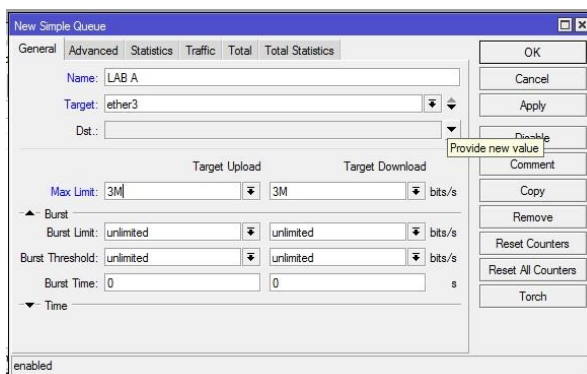 New Simple Queue
General Advanced Statistics Traffic Total Total Statistics
Name: LAB A
Target: ether3
Dst.:
Target Upload Target Download
Max Limit: 3M 3M bits/s
Burst
Burst Limit: unlimited unlimited bits/s
Burst Threshold: unlimited unlimited bits/s
Burst Time: 0 0 s
Time
OK
Cancel
Apply
Disable
Provide new value
Comment
Copy
Remove
Reset Counters
Reset All Counters
Torch
enabled